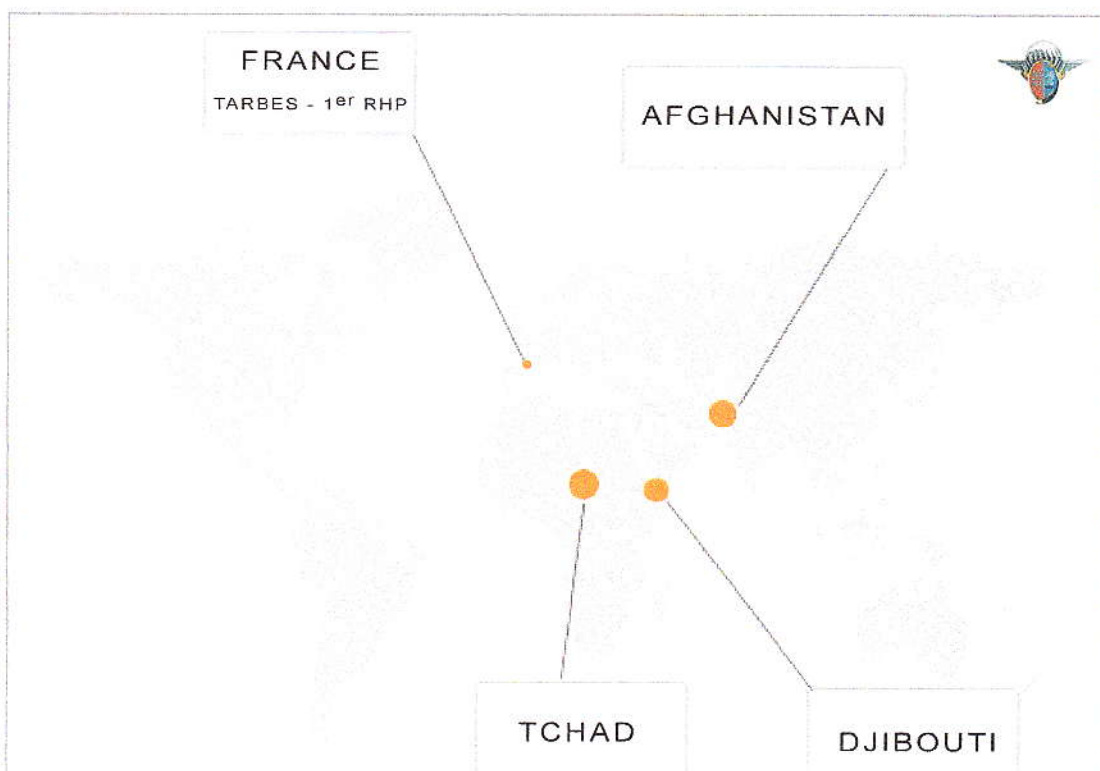 FRANCE
TARBES - 1er RHP
AFGHANISTAN
TCHAD
DJIBOUTI